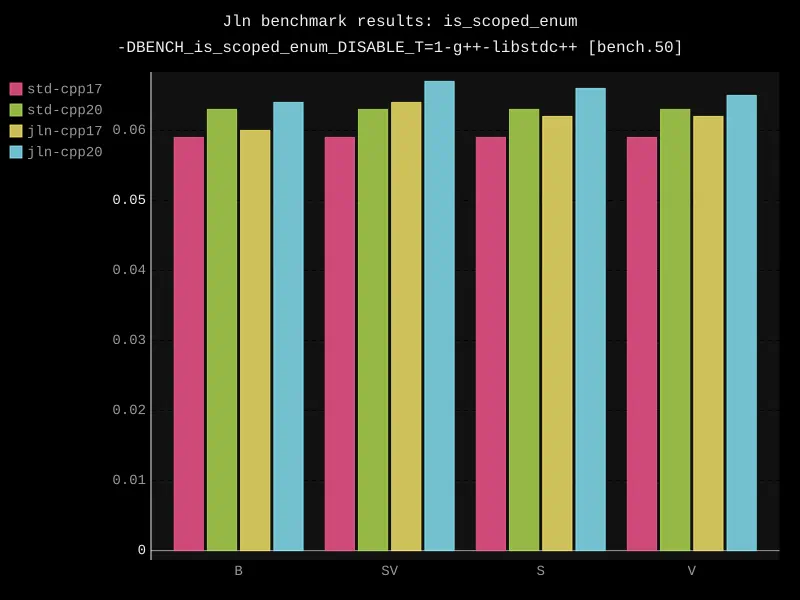 Jln benchmark results: is_scoped_enum
-DBENCH_is_scoped_enum_DISABLE_T=1-g++-libstdc++ [bench.50]
std-cpp17
std-cpp20
jln-cpp17
jln-cpp20
0.06
0.05
0.04
0.03
0.02
0.01
0
B SV S V